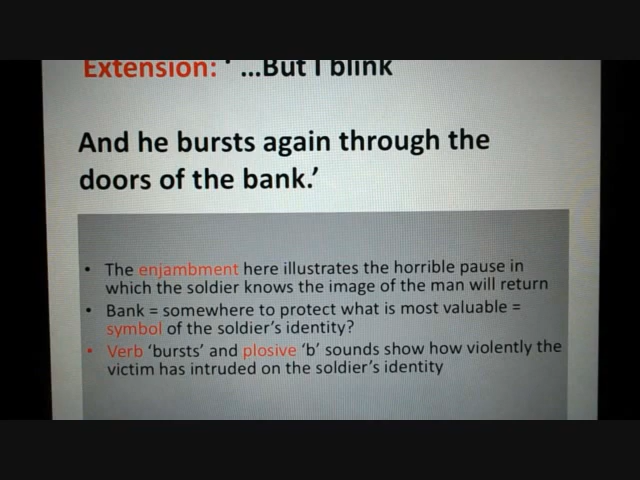 Extension: ‘ …But I blink
And he bursts again through the
doors of the bank.’
• The enjambment here illustrates the horrible pause in
which the soldier knows the image of the man will return
• Bank = somewhere to protect what is most valuable =
symbol of the soldier’s identity?
• Verb ‘bursts’ and plosive ‘b’ sounds show how violently the
victim has intruded on the soldier’s identity